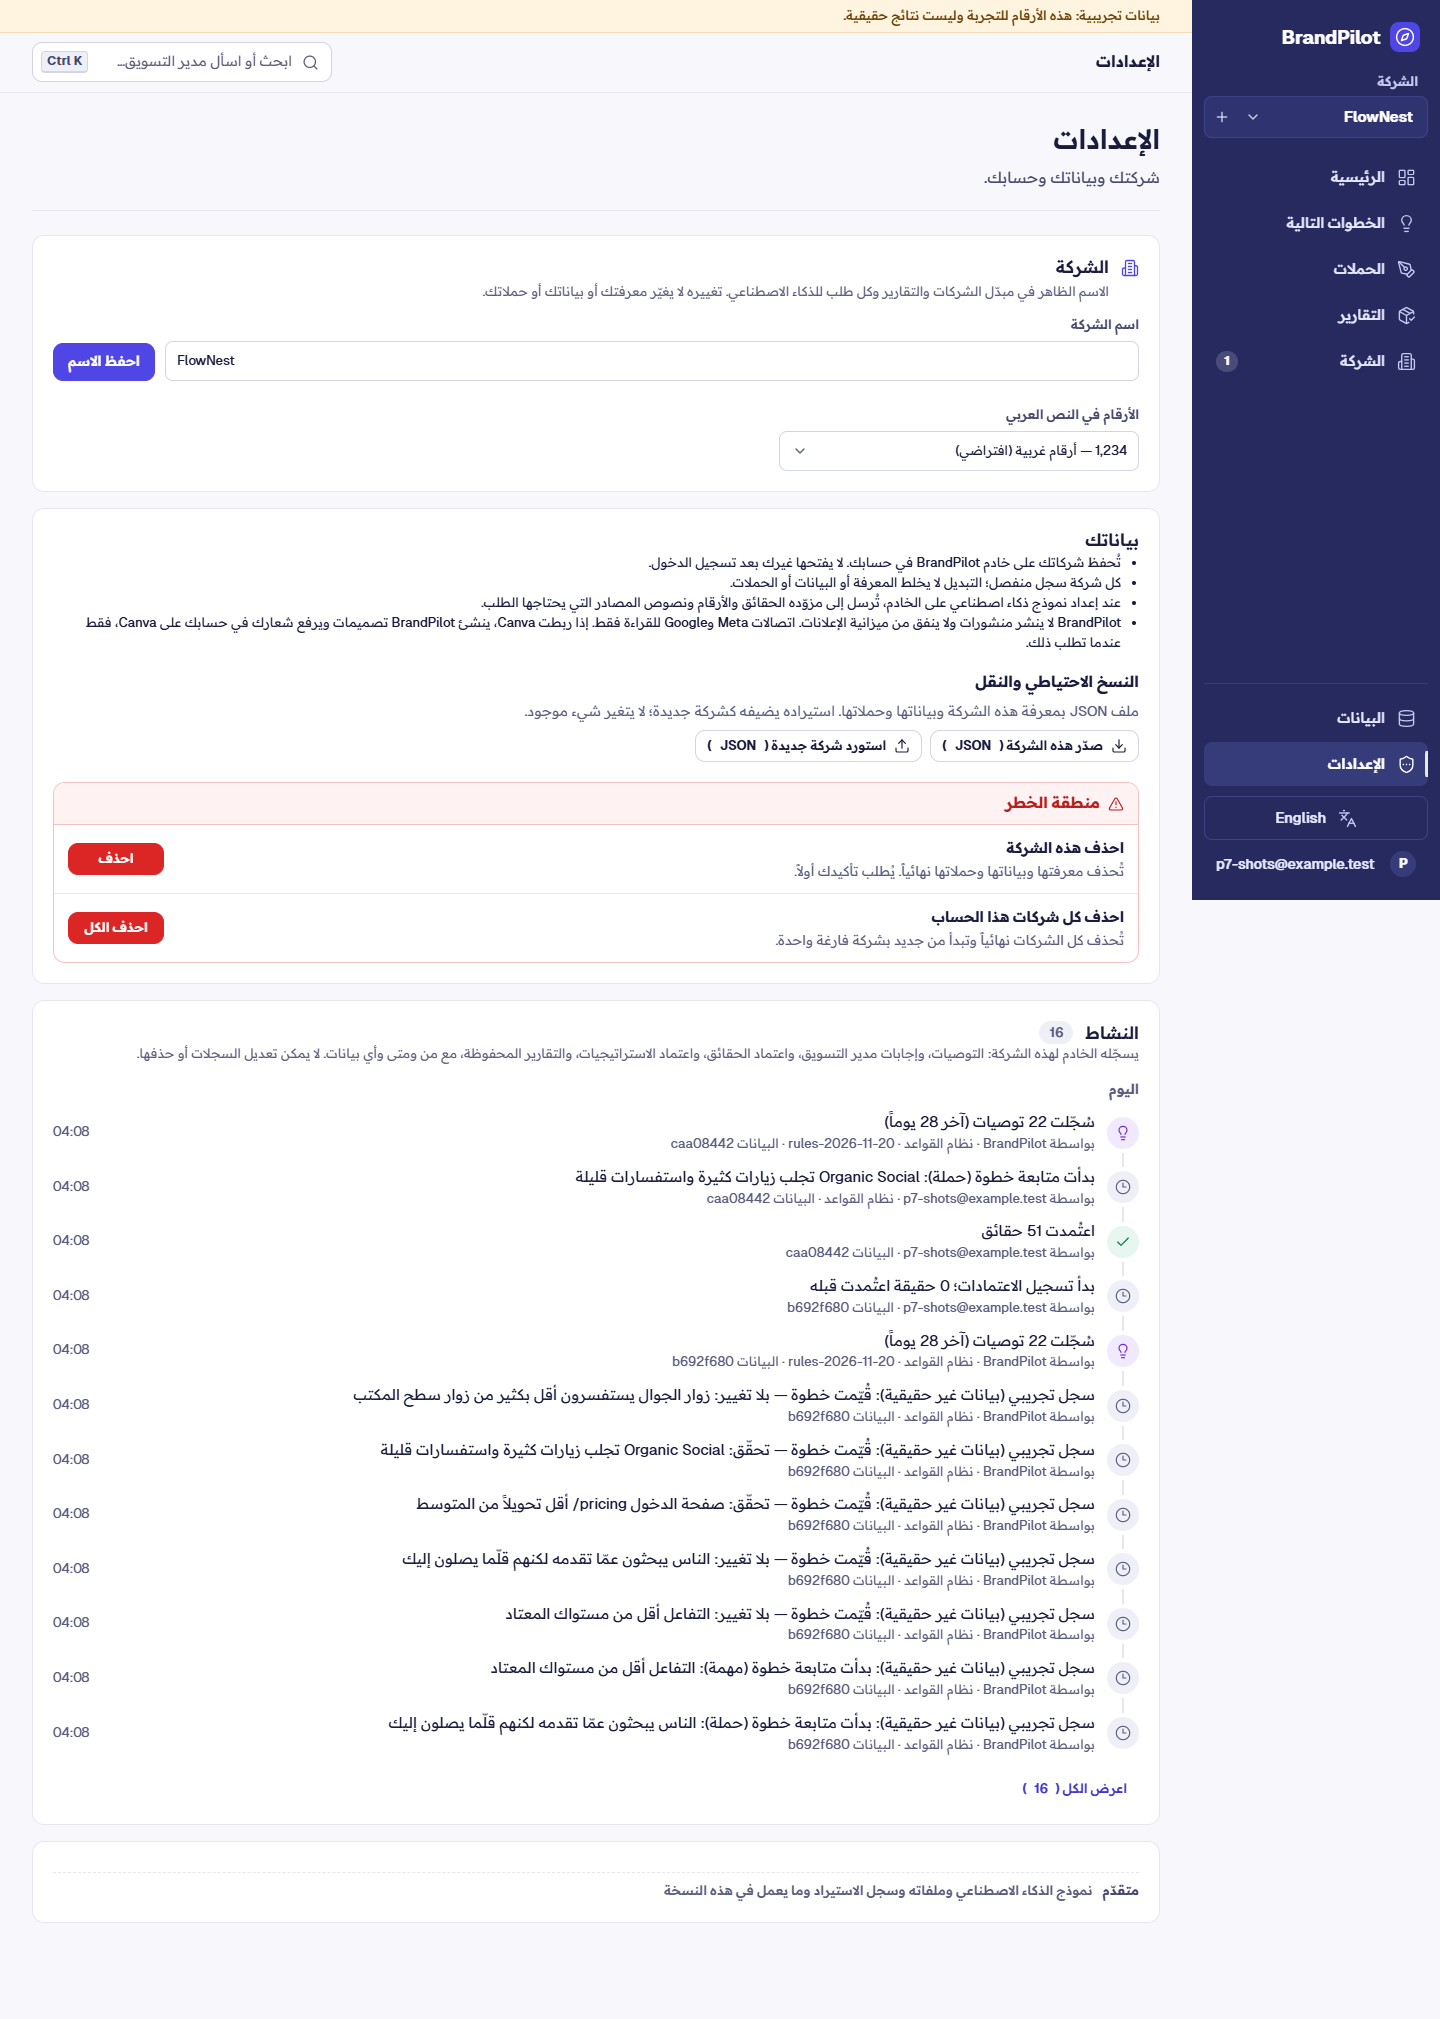 بيانات تجريبية: هذه الأرقام للتجربة وليست نتائج حقيقية.
BrandPilot
الشركة
FlowNest
الرئيسية
الخطوات التالية
الحملات
التقارير
الشركة
1
البيانات
الإعدادات
English
P
p7-shots@example.test
الإعدادات
ابحث أو اسأل مدير التسويق...
Ctrl K
الإعدادات
شركتك وبياناتك وحسابك.
الشركة
الاسم الظاهر في مبدّل الشركات والتقارير وكل طلب للذكاء الاصطناعي. تغييره لا يغيّر معرفتك أو بياناتك أو حملاتك.
اسم الشركة
FlowNest
احفظ الاسم
الأرقام في النص العربي
1,234 — أرقام غربية (افتراضي)
بياناتك
• تُحفظ شركاتك على خادم BrandPilot في حسابك. لا يفتحها غيرك بعد تسجيل الدخول.
• كل شركة سجل منفصل؛ التبديل لا يخلط المعرفة أو البيانات أو الحملات.
• عند إعداد نموذج ذكاء اصطناعي على الخادم، تُرسل إلى مزوّده الحقائق والأرقام ونصوص المصادر التي يحتاجها الطلب.
• BrandPilot لا ينشر منشورات ولا ينفق من ميزانية الإعلانات. اتصالات Meta وGoogle للقراءة فقط. إذا ربطت Canva، ينشئ BrandPilot تصميمات ويرفع شعارك في حسابك على Canva، فقط
عندما تطلب ذلك.
النسخ الاحتياطي والنقل
ملف JSON بمعرفة هذه الشركة وبياناتها وحملاتها. استيراده يضيفه كشركة جديدة؛ لا يتغير شيء موجود.
صدّر هذه الشركة ( JSON )
استورد شركة جديدة ( JSON )
منطقة الخطر
احذف هذه الشركة
تُحذف معرفتها وبياناتها وحملاتها نهائياً. يُطلب تأكيدك أولاً.
احذف
احذف كل شركات هذا الحساب
تُحذف كل الشركات نهائياً وتبدأ من جديد بشركة فارغة واحدة.
احذف الكل
النشاط
16
يسجّله الخادم لهذه الشركة: التوصيات، وإجابات مدير التسويق، واعتماد الحقائق، واعتماد الاستراتيجيات، والتقارير المحفوظة، مع من ومتى وأي بيانات. لا يمكن تعديل السجلات أو حذفها.
اليوم
سُجّلت 22 توصيات (آخر 28 يوماً)
04:08
بواسطة BrandPilot · نظام القواعد · rules-2026-11-20 · البيانات caa08442
بدأت متابعة خطوة (حملة): Organic Social تجلب زيارات كثيرة واستفسارات قليلة
04:08
بواسطة p7-shots@example.test · نظام القواعد · البيانات caa08442
اعتُمدت 51 حقائق
04:08
بواسطة p7-shots@example.test · البيانات caa08442
بدأ تسجيل الاعتمادات؛ 0 حقيقة اعتُمدت قبله
04:08
بواسطة p7-shots@example.test · البيانات b692f680
سُجّلت 22 توصيات (آخر 28 يوماً)
04:08
بواسطة BrandPilot · نظام القواعد · rules-2026-11-20 · البيانات b692f680
سجل تجريبي (بيانات غير حقيقية): قُيّمت خطوة — بلا تغيير: زوار الجوال يستفسرون أقل بكثير من زوار سطح المكتب
04:08
بواسطة BrandPilot · نظام القواعد · البيانات b692f680
سجل تجريبي (بيانات غير حقيقية): قُيّمت خطوة — تحقّق: Organic Social تجلب زيارات كثيرة واستفسارات قليلة
04:08
بواسطة BrandPilot · نظام القواعد · البيانات b692f680
سجل تجريبي (بيانات غير حقيقية): قُيّمت خطوة — تحقّق: صفحة الدخول pricing/ أقل تحويلاً من المتوسط
04:08
بواسطة BrandPilot · نظام القواعد · البيانات b692f680
سجل تجريبي (بيانات غير حقيقية): قُيّمت خطوة — بلا تغيير: الناس يبحثون عمّا تقدمه لكنهم قلّما يصلون إليك
04:08
بواسطة BrandPilot · نظام القواعد · البيانات b692f680
سجل تجريبي (بيانات غير حقيقية): قُيّمت خطوة — بلا تغيير: التفاعل أقل من مستواك المعتاد
04:08
بواسطة BrandPilot · نظام القواعد · البيانات b692f680
سجل تجريبي (بيانات غير حقيقية): بدأت متابعة خطوة (مهمة): التفاعل أقل من مستواك المعتاد
04:08
بواسطة BrandPilot · نظام القواعد · البيانات b692f680
سجل تجريبي (بيانات غير حقيقية): بدأت متابعة خطوة (حملة): الناس يبحثون عمّا تقدمه لكنهم قلّما يصلون إليك
04:08
بواسطة BrandPilot · نظام القواعد · البيانات b692f680
اعرض الكل ( 16 )
متقدّم نموذج الذكاء الاصطناعي وملفاته وسجل الاستيراد وما يعمل في هذه النسخة